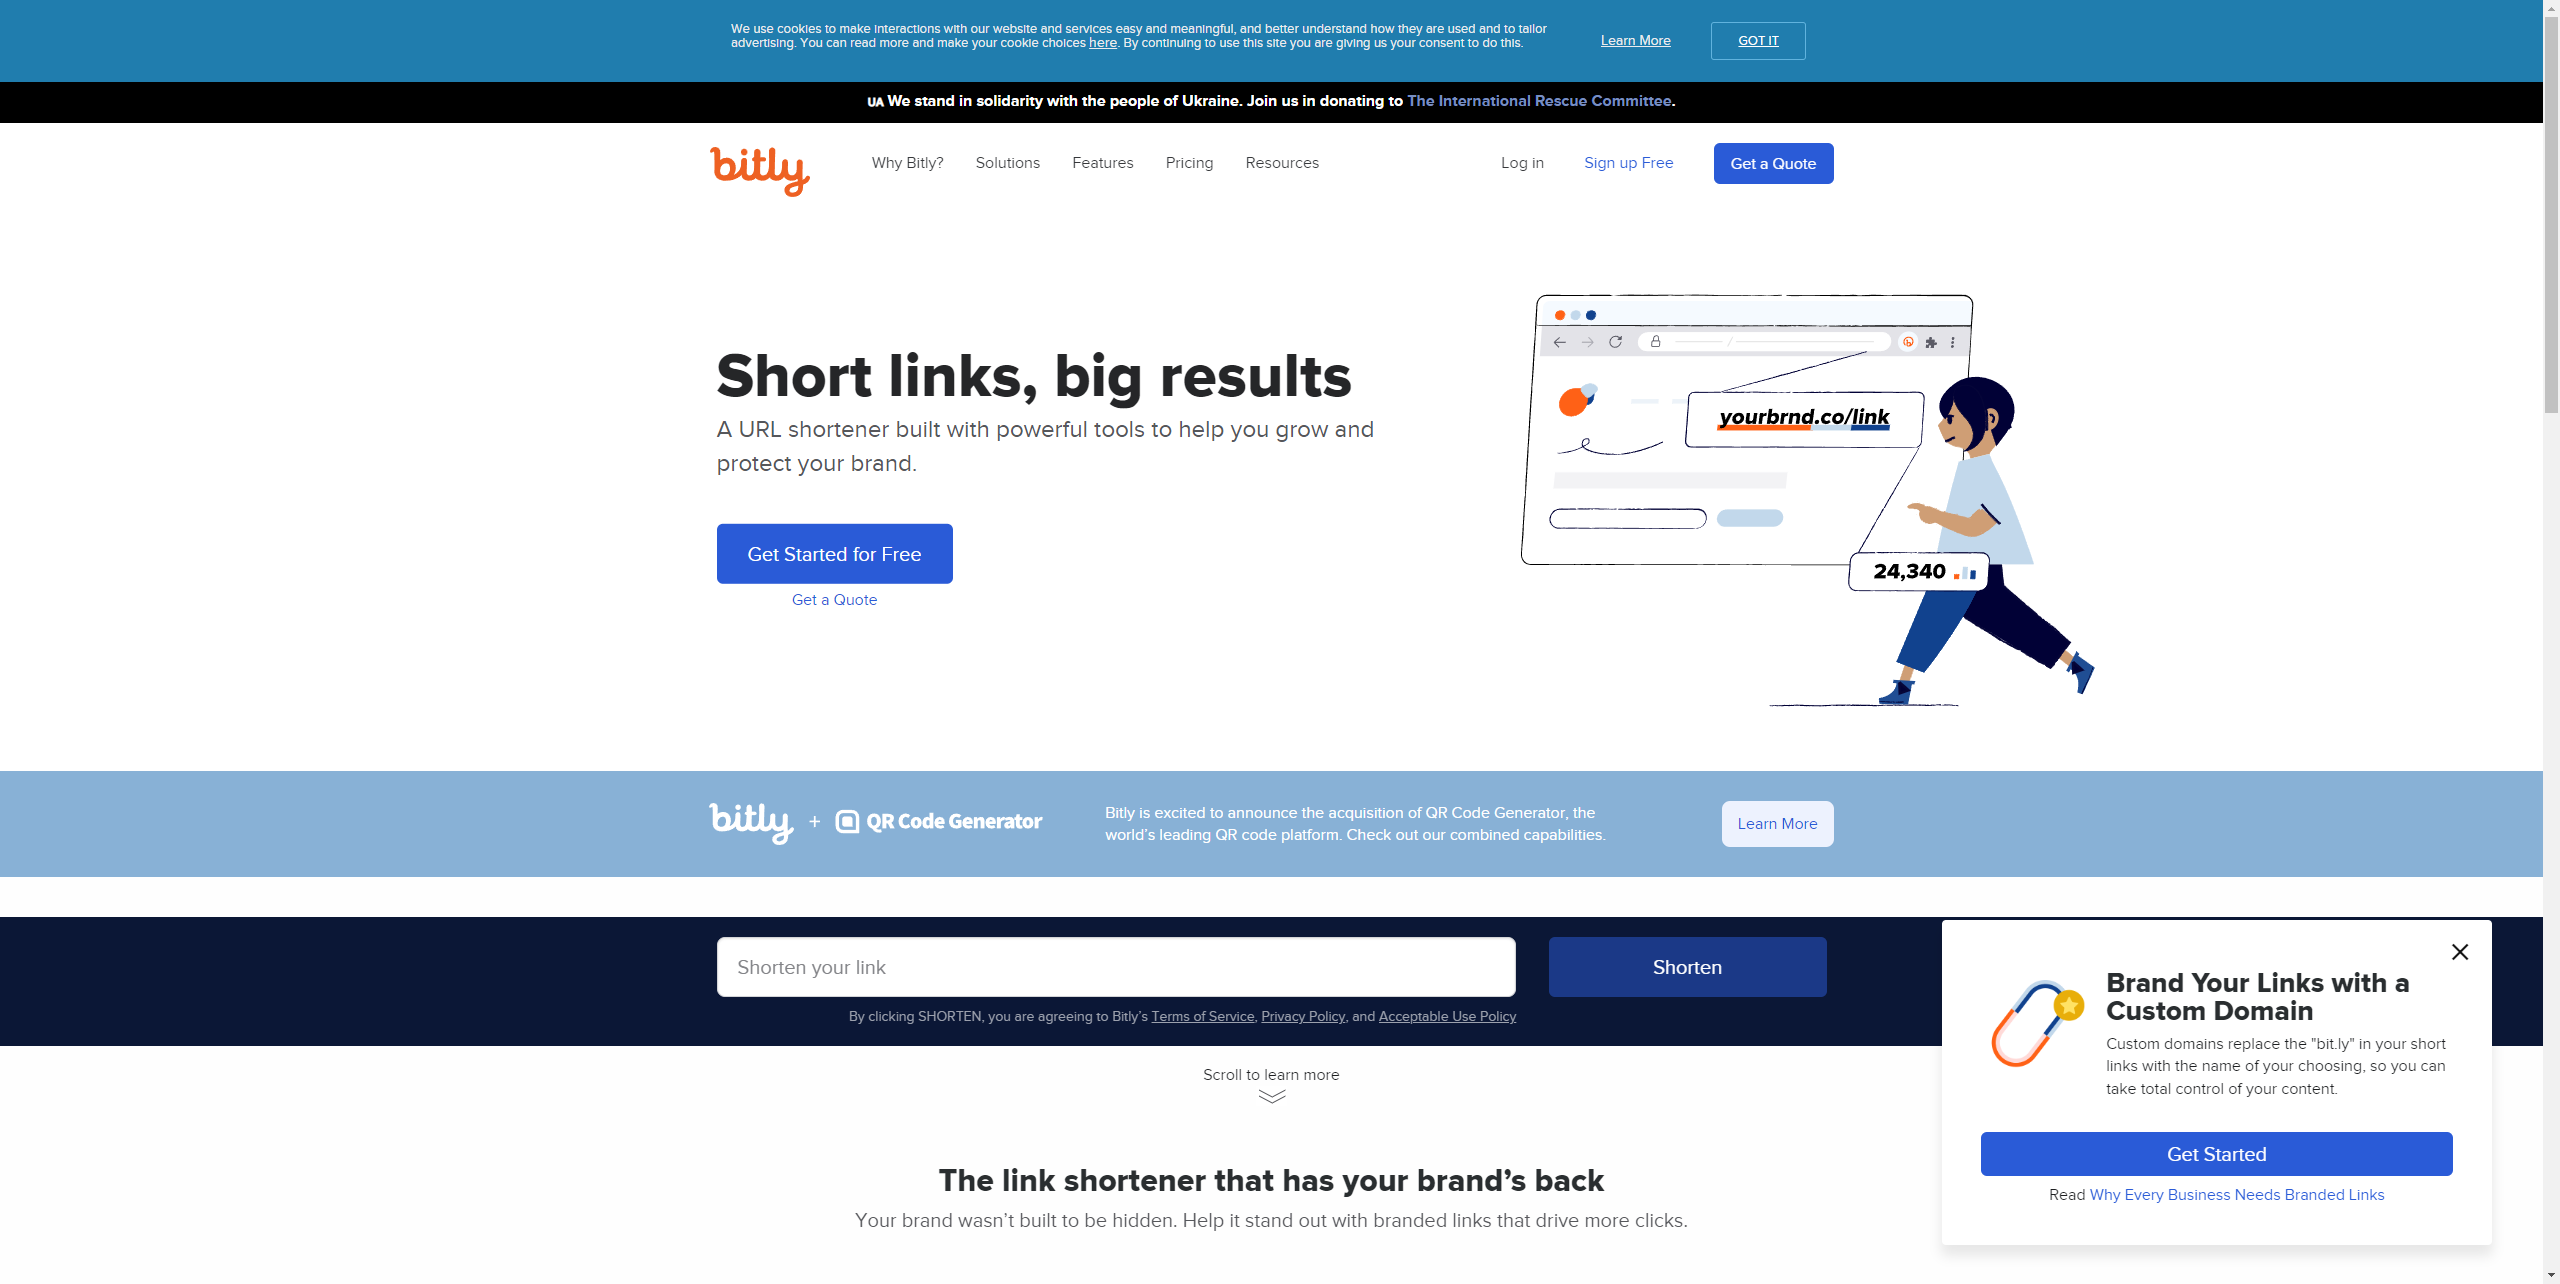 We use cookies to make interactions with our website and services easy and meaningful, and better understand how they are used and to tailor
advertising. You can read more and make your cookie choices here. By continuing to use this site you are giving us your consent to do this.
Learn More
GOT IT
UA We stand in solidarity with the people of Ukraine. Join us in donating to The International Rescue Committee.
bitly
Why Bitly?
Solutions
Features
Pricing
Resources
Log in
Sign up Free
Get a Quote
Short links, big results
A URL shortener built with powerful tools to help you grow and
protect your brand.
Get Started for Free
Get a Quote
yourbrnd.co/link
24,340
bitly + QR Code Generator
Bitly is excited to announce the acquisition of QR Code Generator, the
world’s leading QR code platform. Check out our combined capabilities.
Learn More
Shorten your link
Shorten
By clicking SHORTEN, you are agreeing to Bitly’s Terms of Service, Privacy Policy, and Acceptable Use Policy
Scroll to learn more
The link shortener that has your brand’s back
Your brand wasn’t built to be hidden. Help it stand out with branded links that drive more clicks.
Brand Your Links with a
Custom Domain
Custom domains replace the "bit.ly" in your short
links with the name of your choosing, so you can
take total control of your content.
Get Started
Read Why Every Business Needs Branded Links